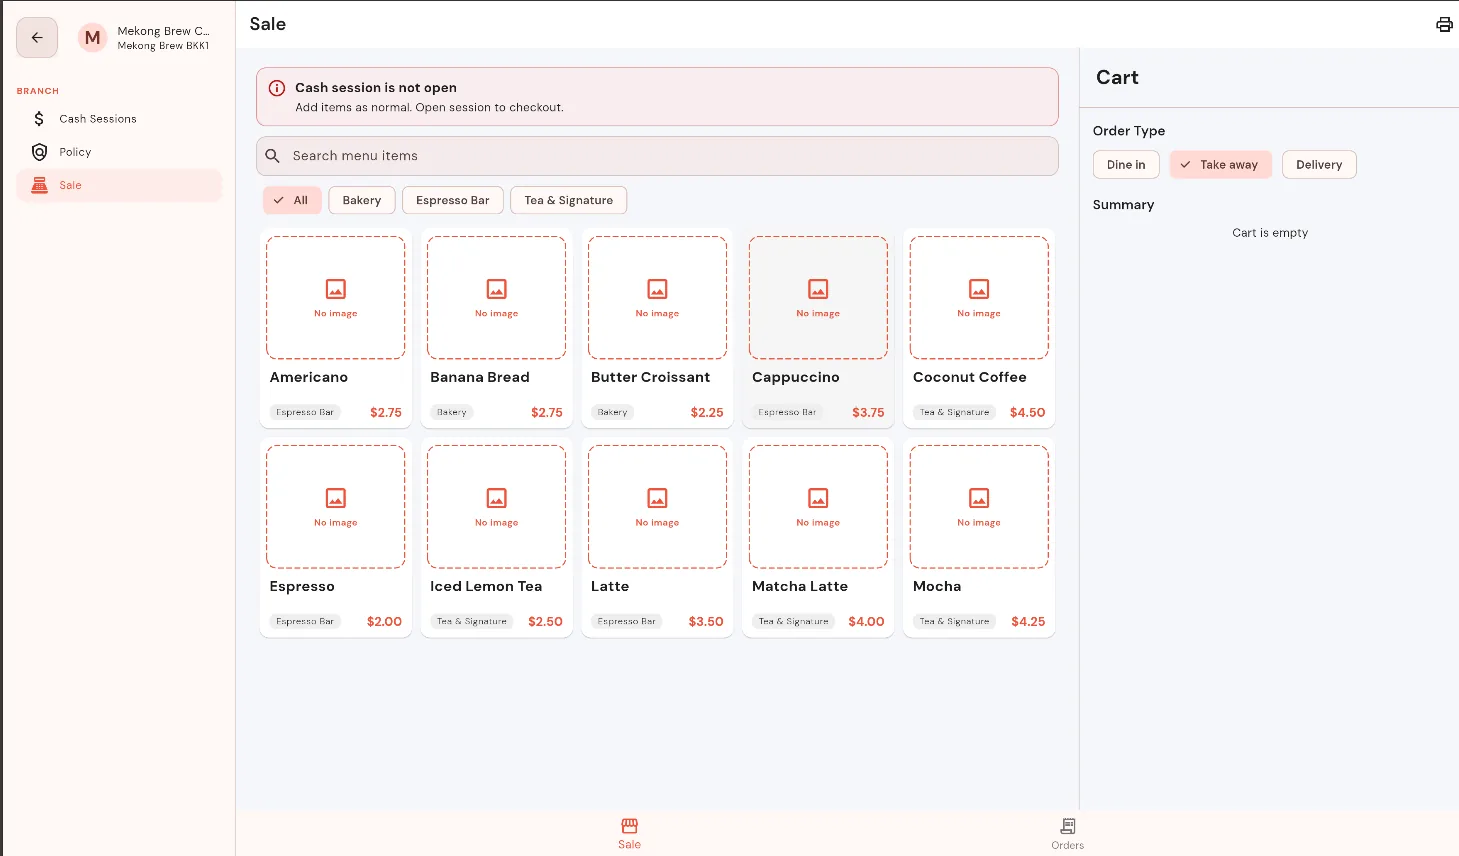 M
Mekong Brew C...
Mekong Brew BKK1
BRANCH
Cash Sessions
Policy
Sale
Sale
Cash session is not open
Add items as normal. Open session to checkout.
Search menu items
All
Bakery
Espresso Bar
Tea & Signature
No image
Americano
Espresso Bar
$2.75
No image
Banana Bread
Bakery
$2.75
No image
Butter Croissant
Bakery
$2.25
No image
Cappuccino
Espresso Bar
$3.75
No image
Coconut Coffee
Tea & Signature
$4.50
No image
Espresso
Espresso Bar
$2.00
No image
Iced Lemon Tea
Tea & Signature
$2.50
No image
Latte
Espresso Bar
$3.50
No image
Matcha Latte
Tea & Signature
$4.00
No image
Mocha
Tea & Signature
$4.25
Cart
Order Type
Dine in
Take away
Delivery
Summary
Cart is empty
Sale
Orders